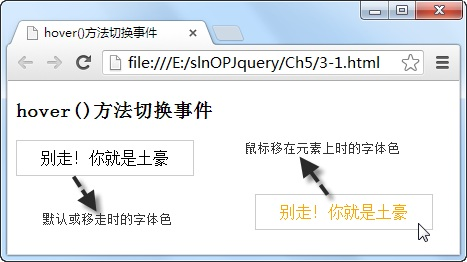 hover()方法切换事件
file:///E:/slnOPJquery/Ch5/3-1.html
hover()方法切换事件
别走！你就是土豪
鼠标移在元素上时的字体色
默认或移走时的字体色
别走！你就是土豪